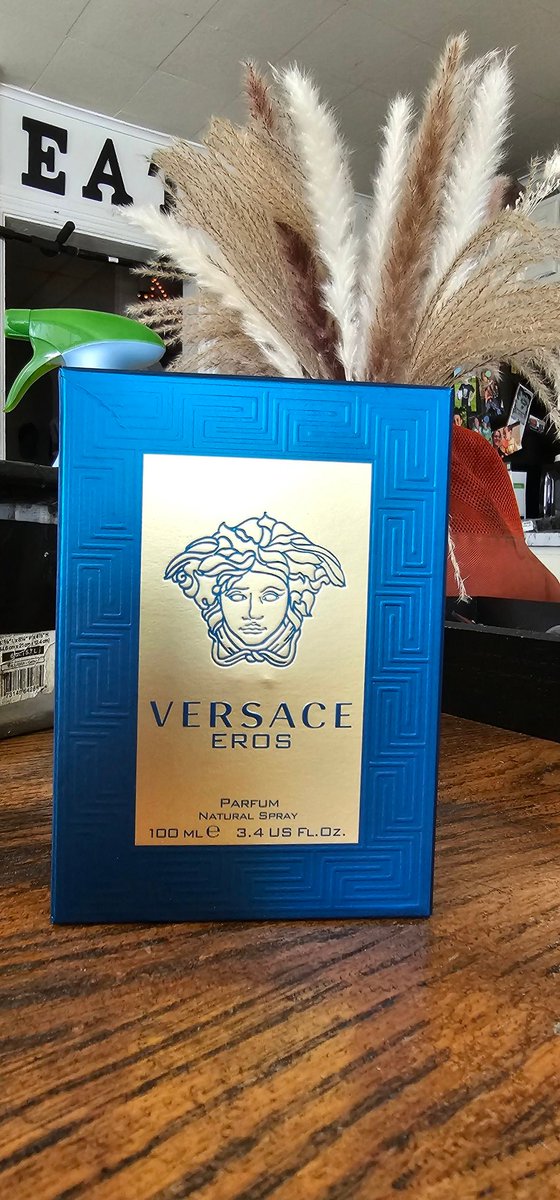 EAT
VERSACE
EROS
PARFUM
NATURAL SPRAY
100 ML e 3.4 US FL.OZ.